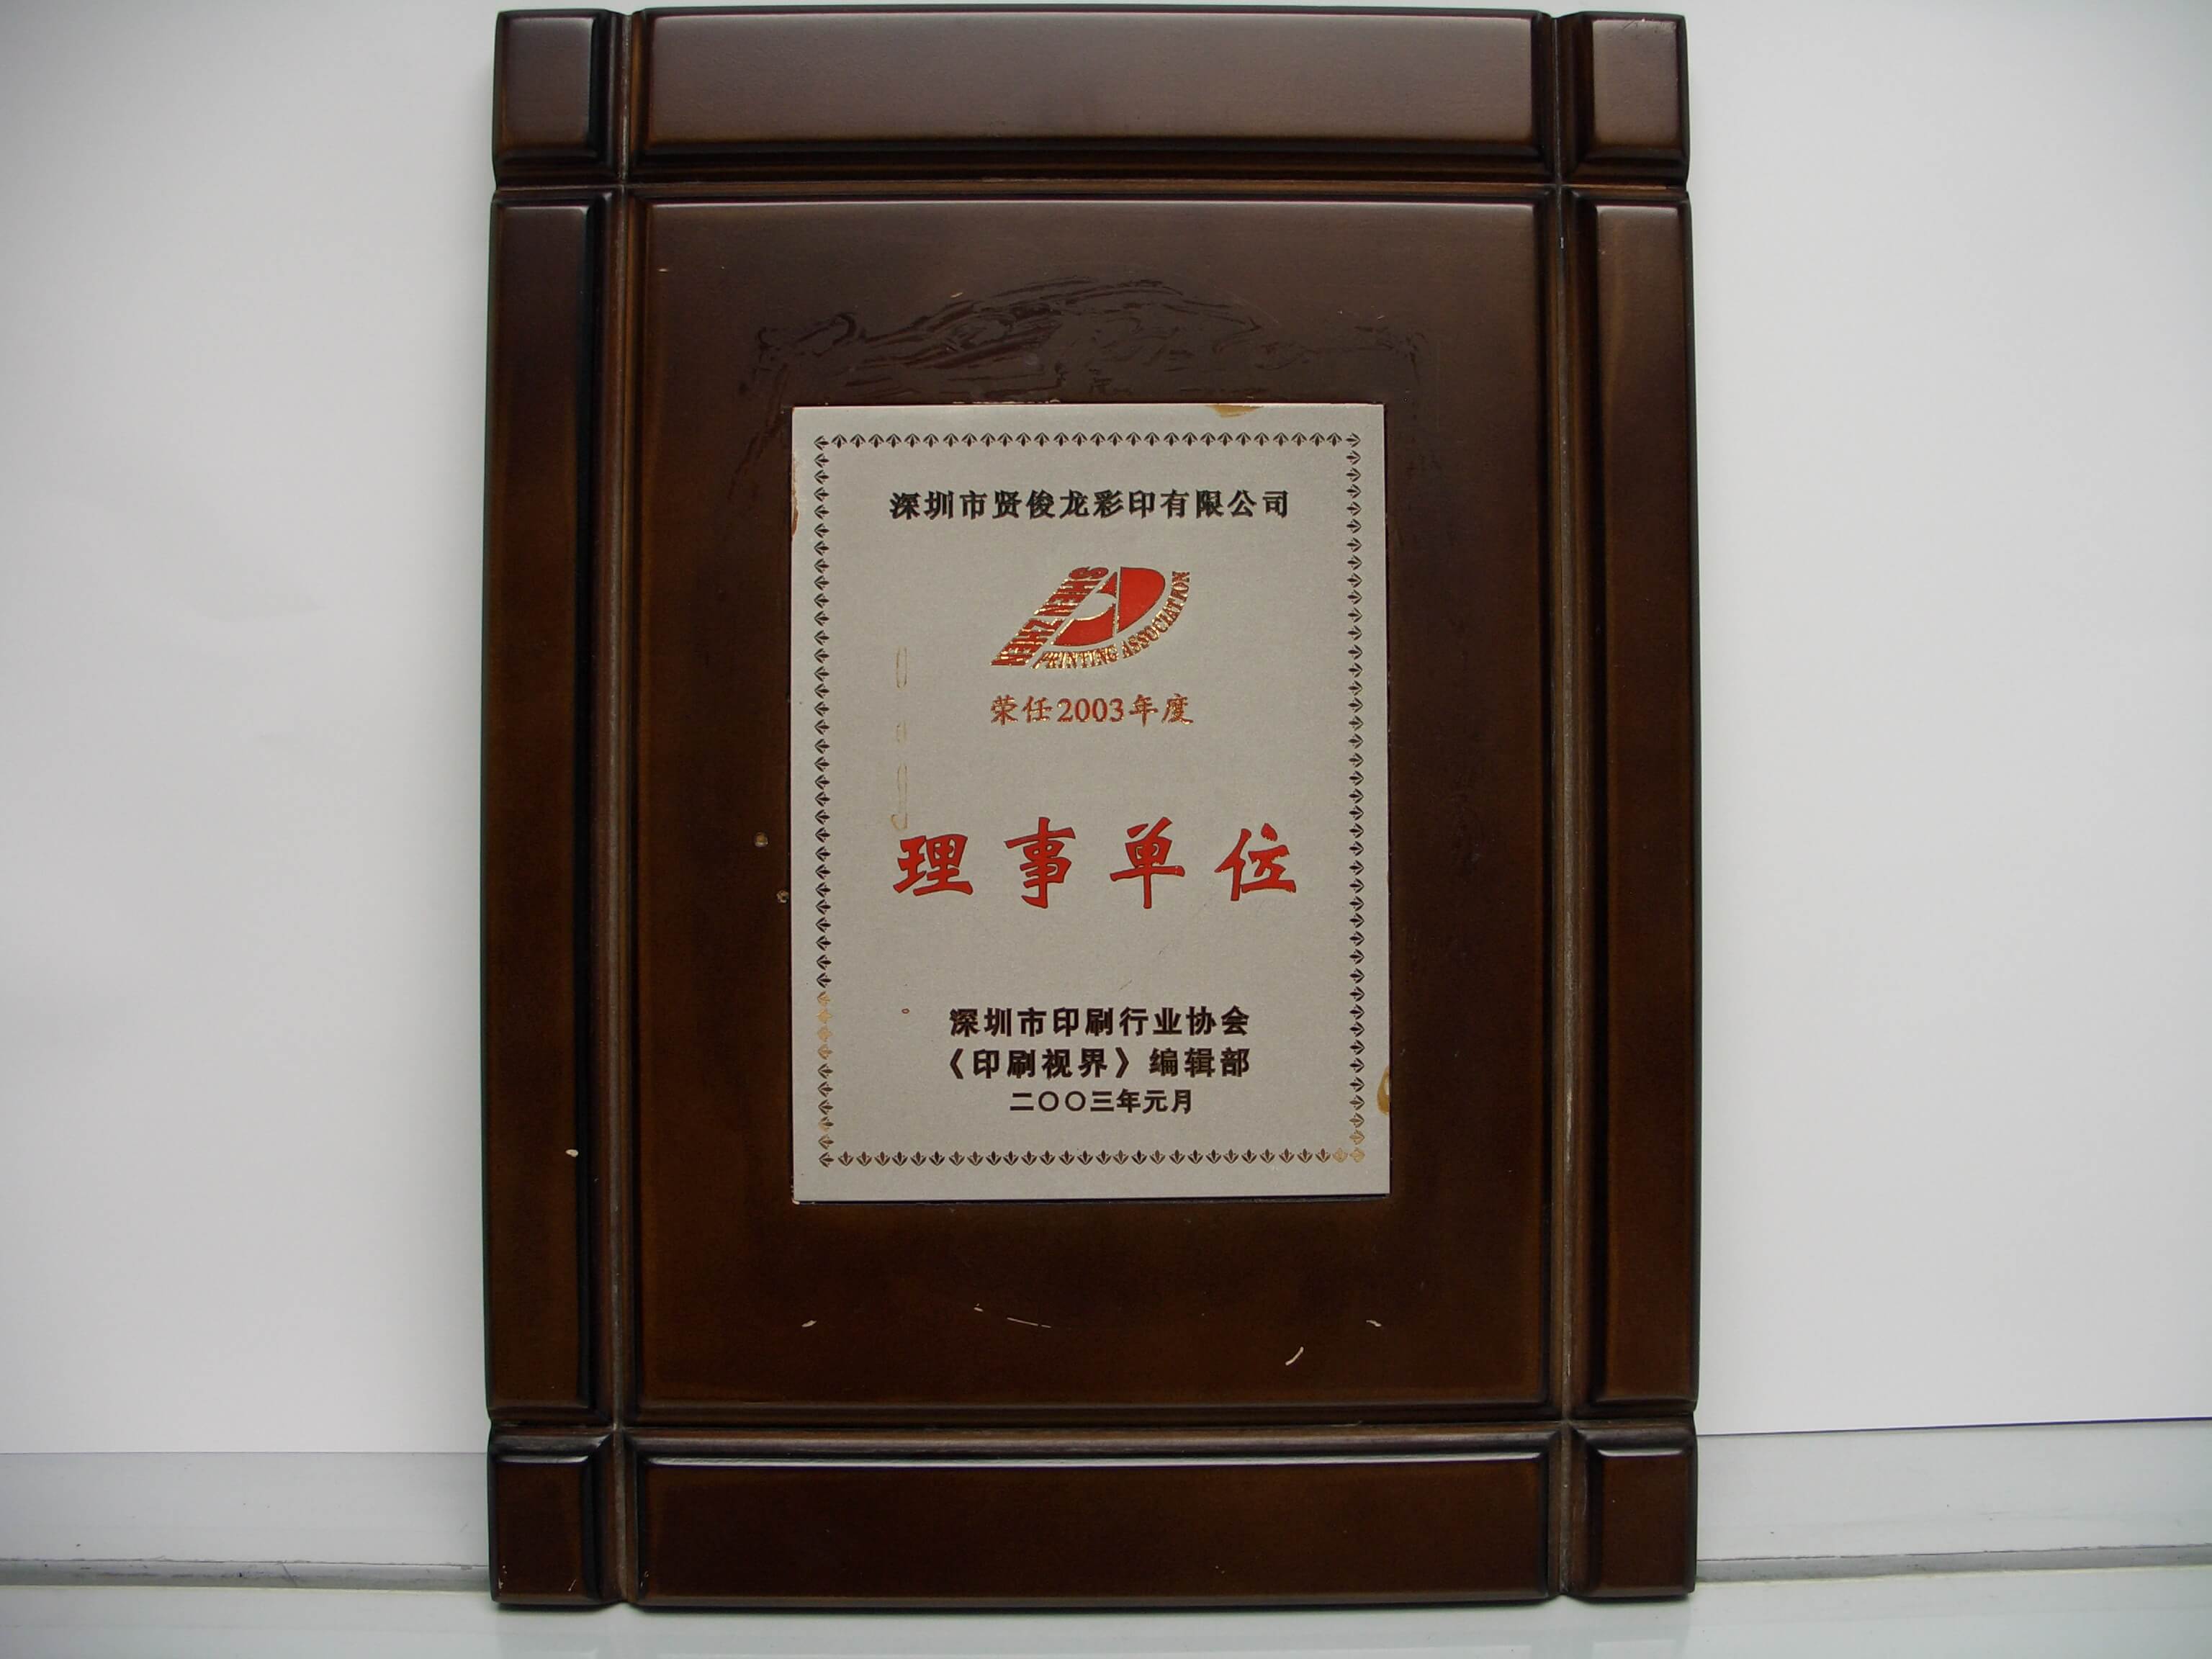 深圳市贤俊龙彩印有限公司
SHEN ZHEN
PRINTING ASSOCIATION
荣任2003年度
理事单位
深圳市印刷行业协会
《印刷视界》编辑部
二〇〇三年元月